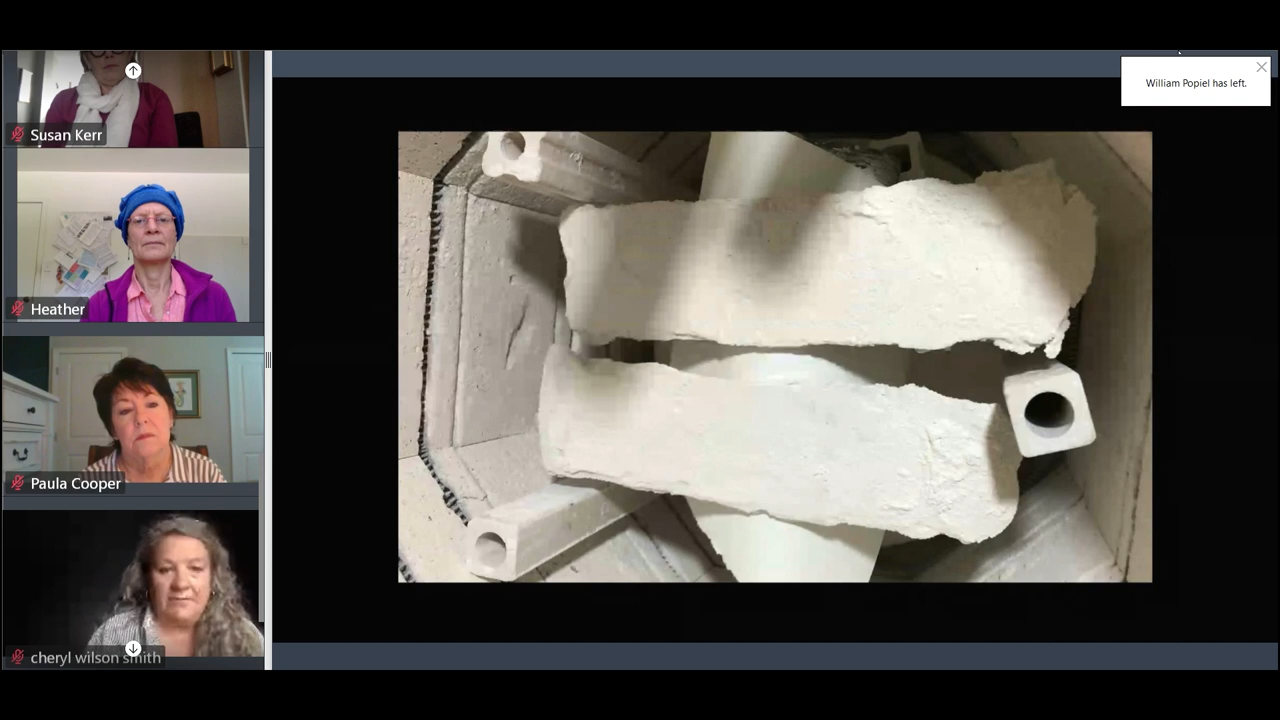 Susan Kerr
Heather
Paula Cooper
cheryl wilson smith
William Popiel has left.